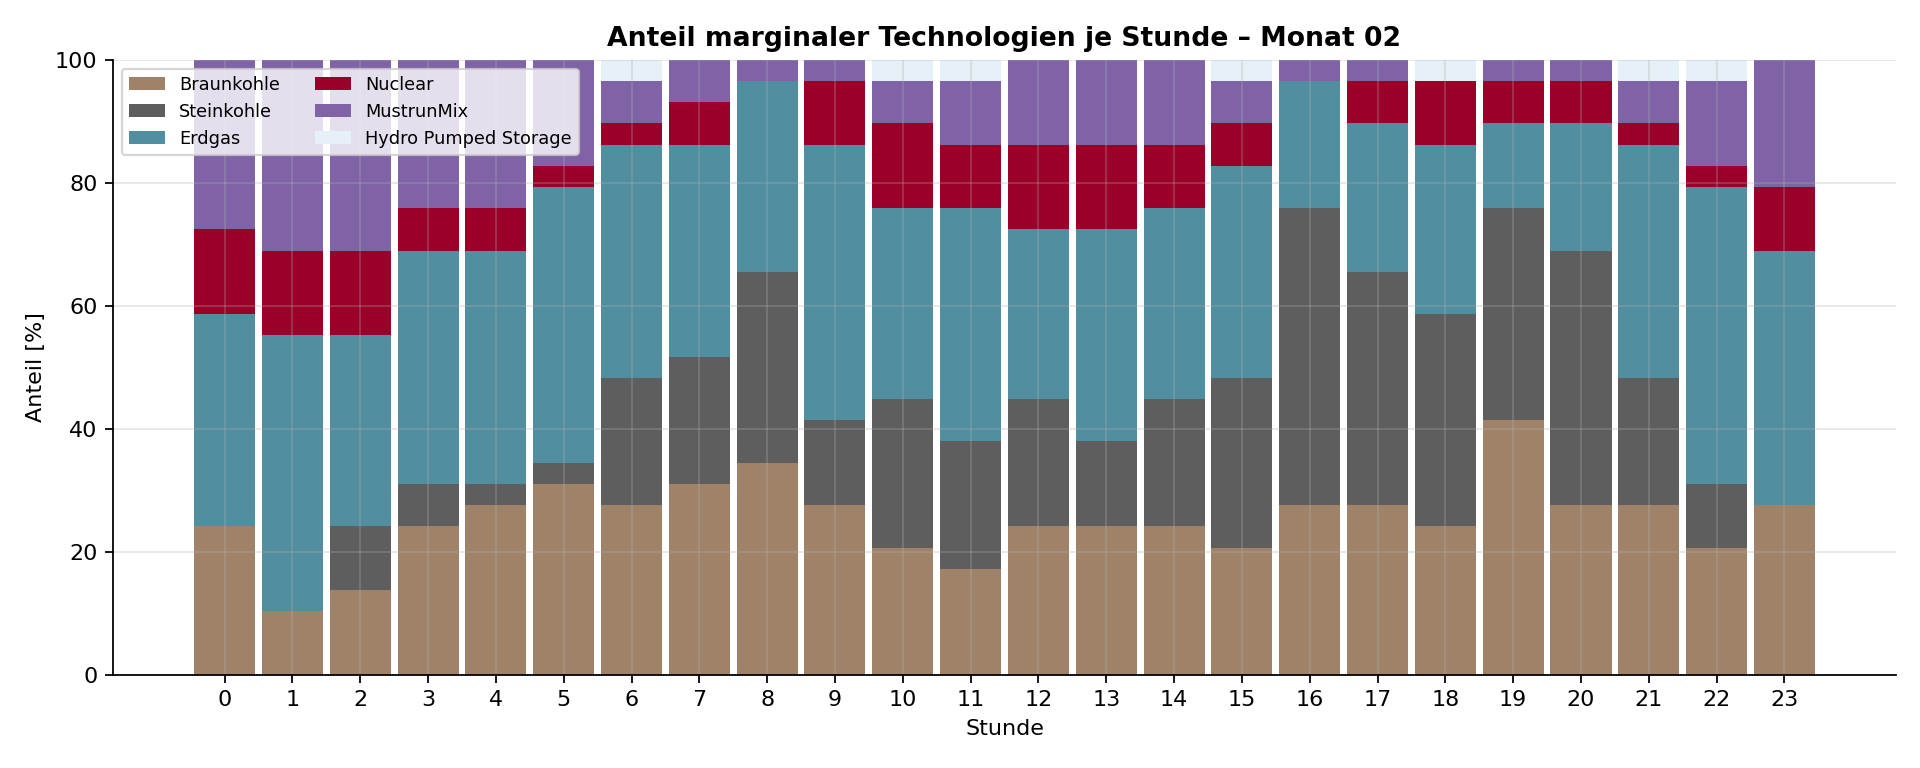 Anteil marginaler Technologien je Stunde – Monat 02
Braunkohle
Steinkohle
Erdgas
Nuclear
MustrunMix
Hydro Pumped Storage
Anteil [%]
100
80
60
40
20
0
0 1 2 3 4 5 6 7 8 9 10 11 12 13 14 15 16 17 18 19 20 21 22 23
Stunde